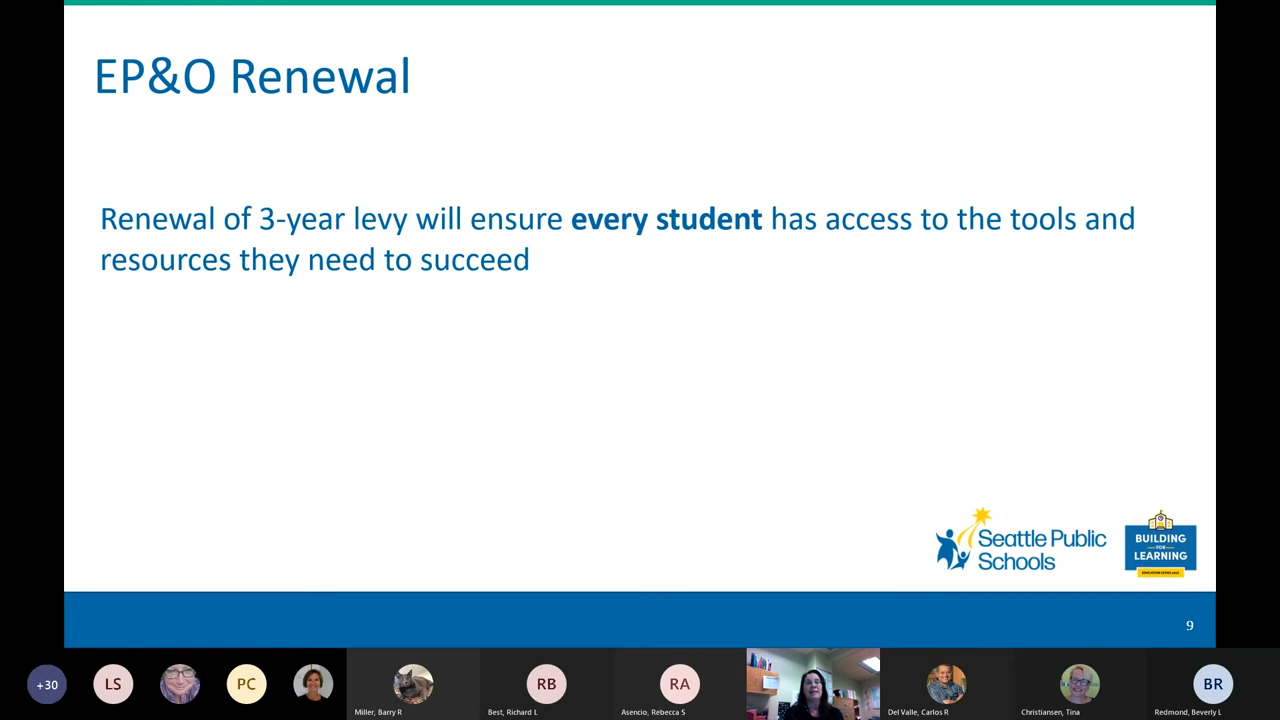 EP&O Renewal
Renewal of 3-year levy will ensure every student has access to the tools and
resources they need to succeed
Seattle Public
Schools
BUILDING
FOR
LEARNING
9
+30
LS
PC
Miller, Barry R
RB
Best, Richard L
RA
Asencio, Rebecca S
Del Valle, Carlos R
Christiansen, Tina
BR
Redmond, Beverly L